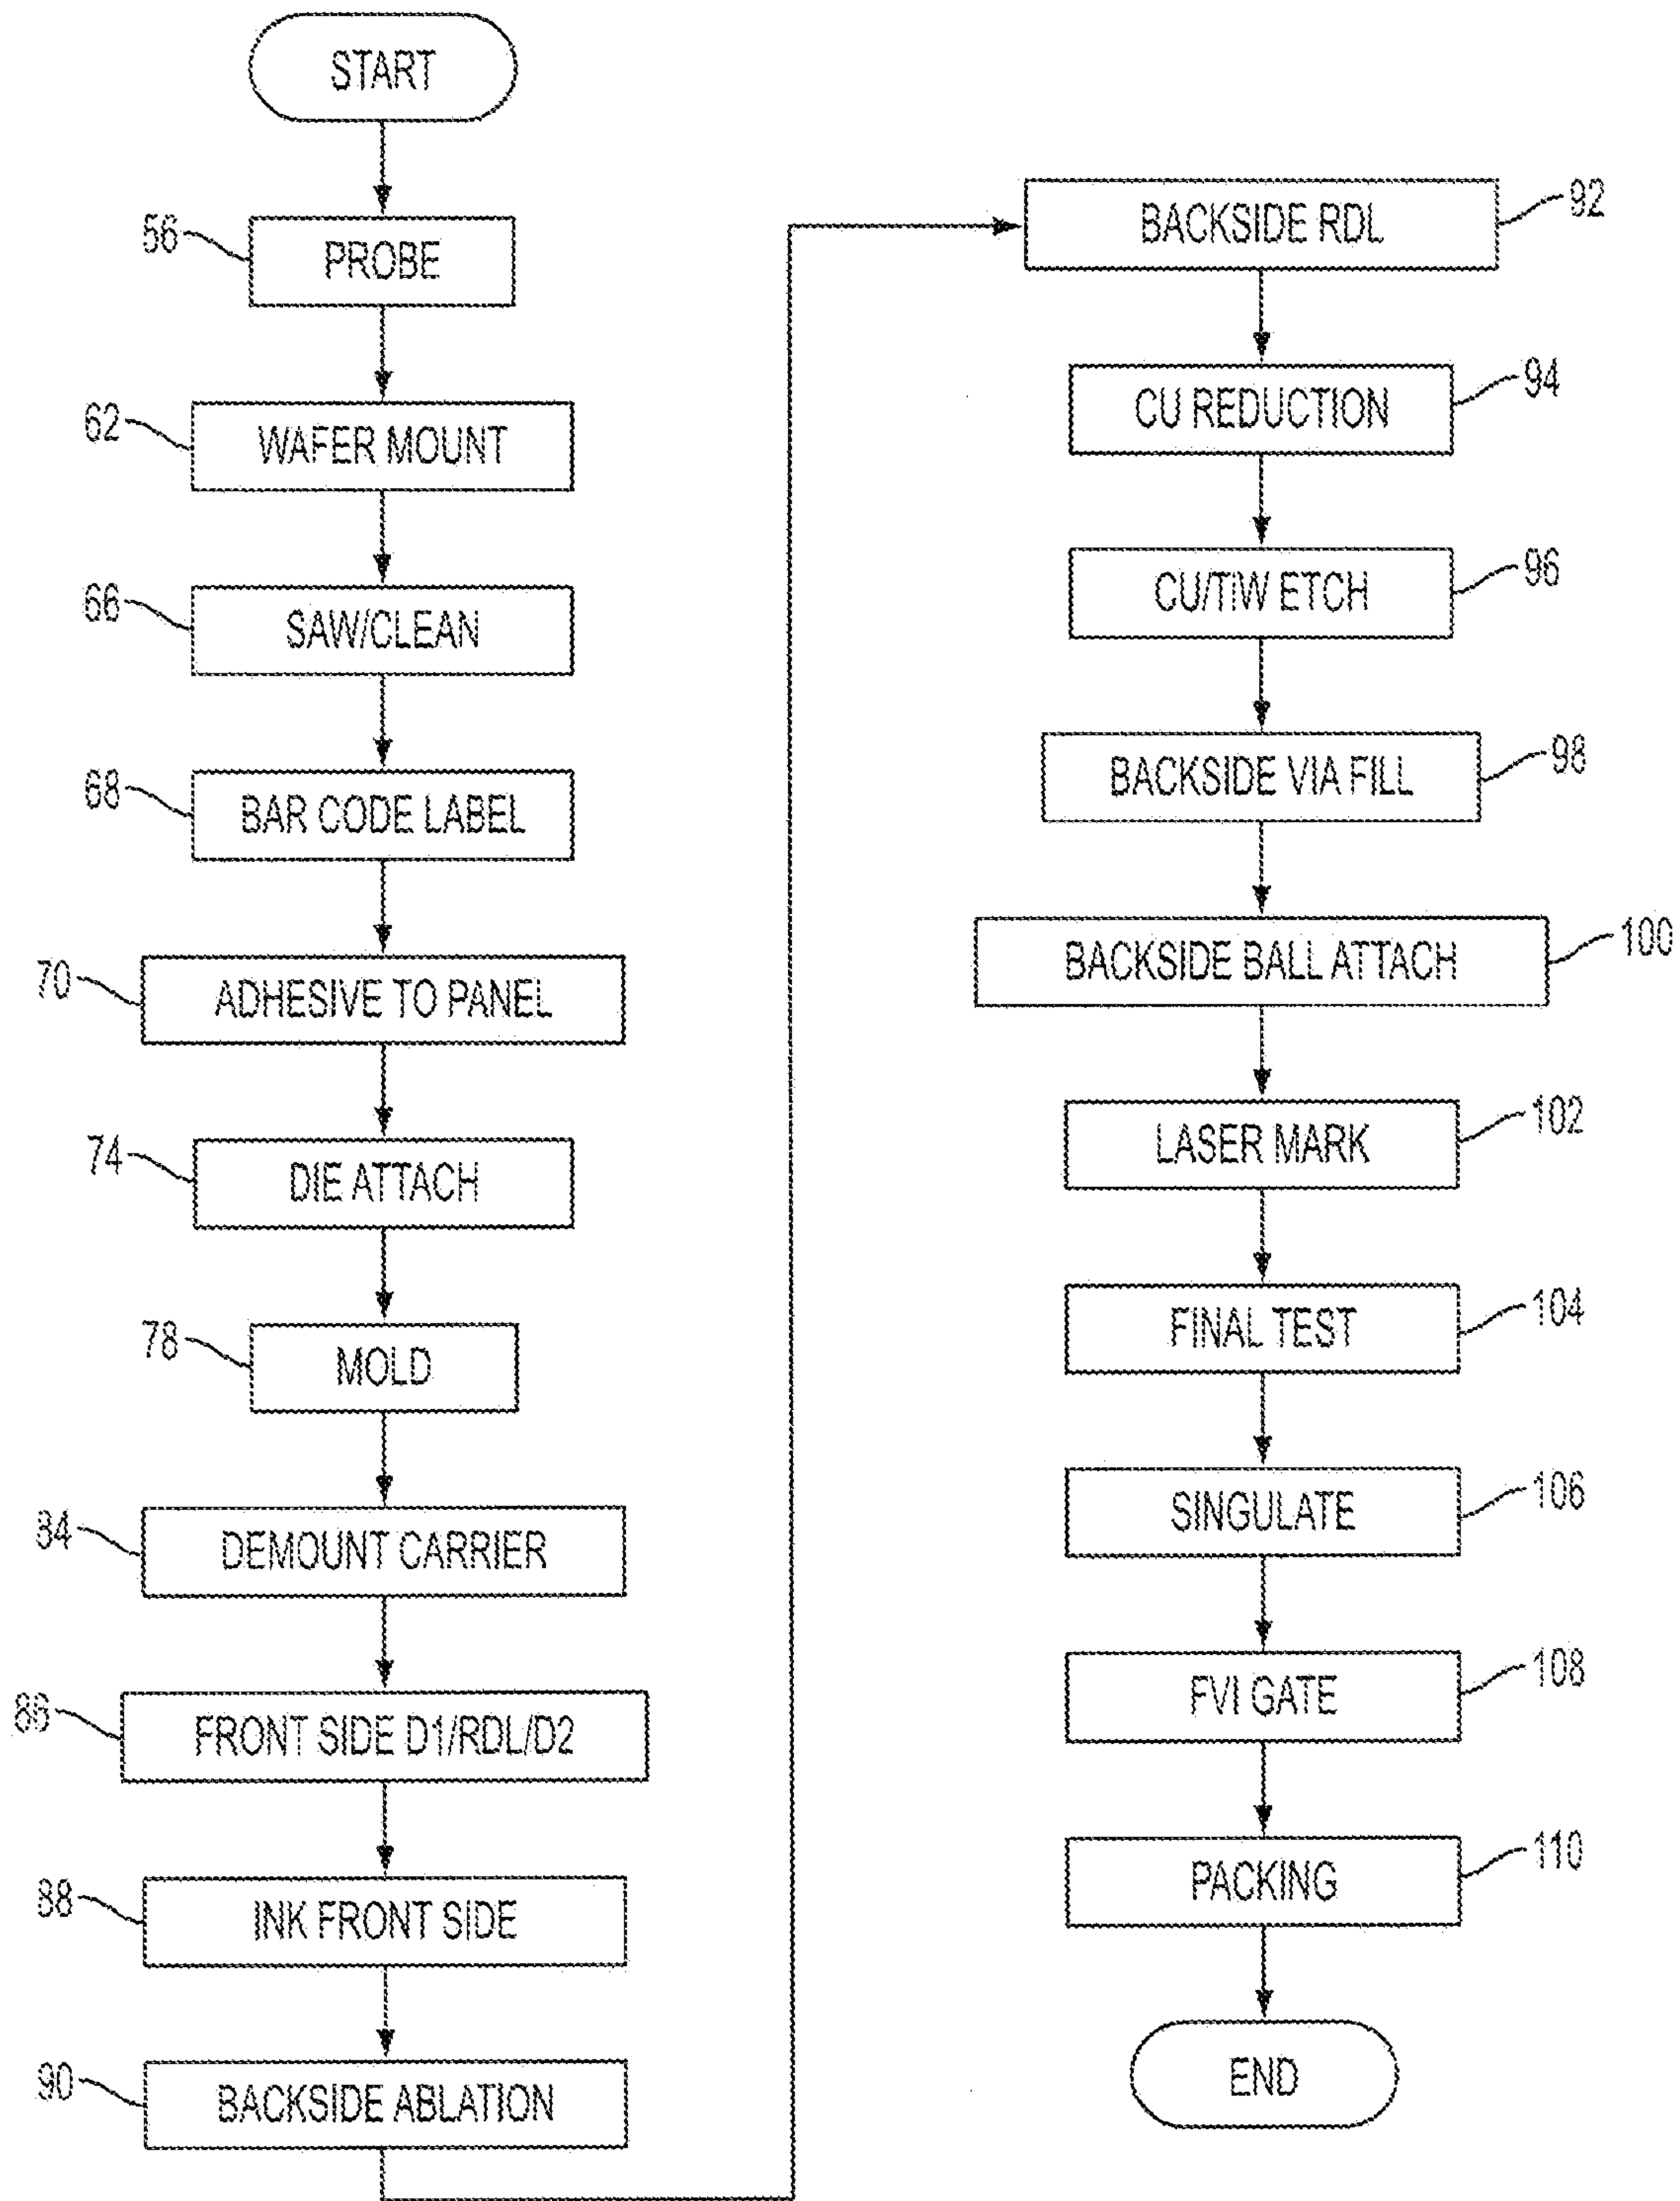 START
56
PROBE
62
WAFER MOUNT
66
SAW/CLEAN
68
BAR CODE LABEL
70
ADHESIVE TO PANEL
74
DIE ATTACH
78
MOLD
84
DEMOUNT CARRIER
86
FRONT SIDE D1/RDL/D2
88
INK FRONT SIDE
90
BACKSIDE ABLATION
BACKSIDE RDL
92
CU REDUCTION
94
CU/TIW ETCH
96
BACKSIDE VIA FILL
98
BACKSIDE BALL ATTACH
100
LASER MARK
102
FINAL TEST
104
SINGULATE
106
FVI GATE
108
PACKING
110
END